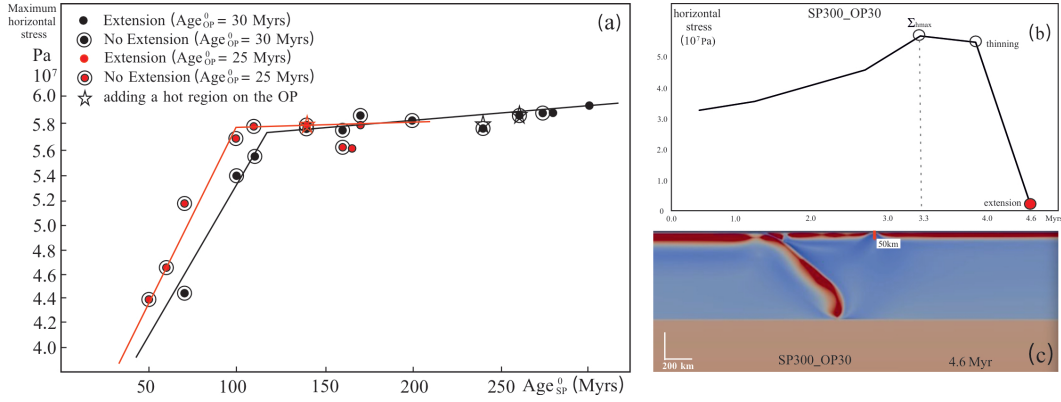 Maximum
horizontal
stress
Pa
10⁷
6.0
5.8
5.6
5.2
5.0
4.8
4.6
4.4
4.2
4.0
50
100
150
200
250
Age⁰SP (Myrs)
Extension (Age⁰OP = 30 Myrs)
No Extension (Age⁰OP = 30 Myrs)
Extension (Age⁰OP = 25 Myrs)
No Extension (Age⁰OP = 25 Myrs)
adding a hot region on the OP
(a)
SP300_OP30
horizontal
stress
(10⁷Pa)
Σhmax
(b)
thinning
extension
5.0
4.0
3.0
2.0
1.0
0
0.0 1.0 2.0 3.0 3.3 4.0 4.6 Myrs
50km
200 km
SP300_OP30
4.6 Myr
(c)